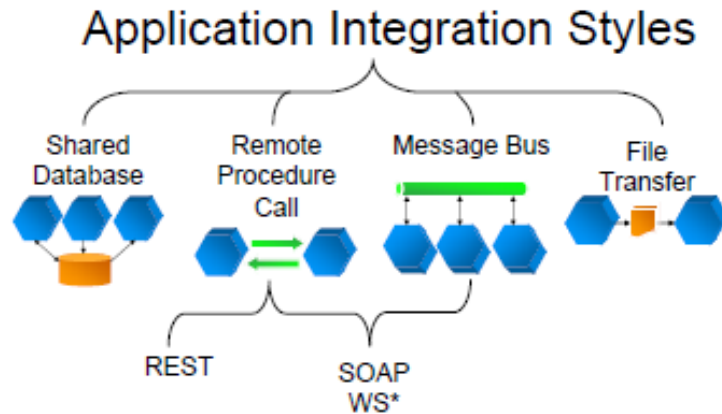 Application Integration Styles
Shared
Database
Remote
Procedure
Call
Message Bus
File
Transfer
REST
SOAP
WS*